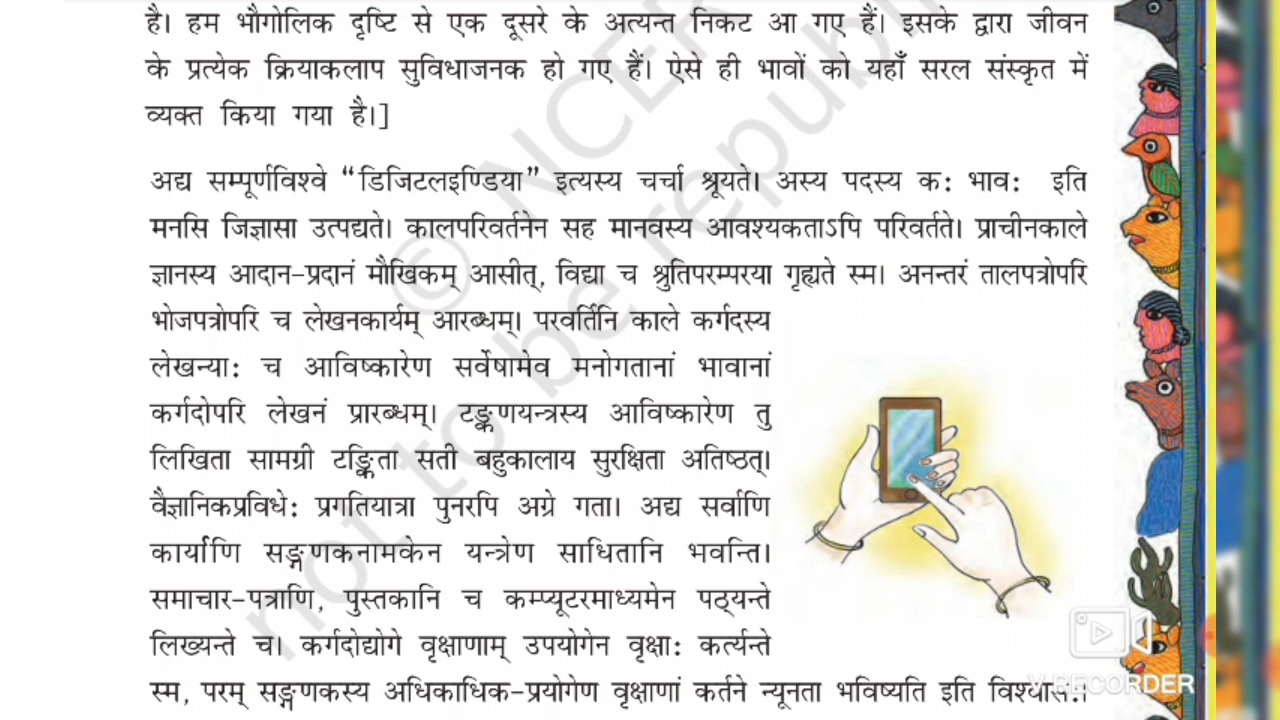 है। हम भौगोलिक दृष्टि से एक दूसरे के अत्यन्त निकट आ गए हैं। इसके द्वारा जीवन
के प्रत्येक क्रियाकलाप सुविधाजनक हो गए हैं। ऐसे ही भावों को यहाँ सरल संस्कृत में
व्यक्त किया गया है।]
अद्य सम्पूर्णविश्वे “डिजिटलइण्डिया” इत्यस्य चर्चा श्रूयते। अस्य पदस्य क: भाव: इति
मनसि जिज्ञासा उत्पद्यते। कालपरिवर्तनेन सह मानवस्य आवश्यकताऽपि परिवर्तते। प्राचीनकाले
ज्ञानस्य आदान-प्रदानं मौखिकम् आसीत्, विद्या च श्रुतिपरम्परया गृह्यते स्म। अनन्तरं तालपत्रोपरि
भोजपत्रोपरि च लेखनकार्यम् आरब्धम्। परवर्तिनि काले कर्गदस्य
लेखन्या: च आविष्कारेण सर्वेषामेव मनोगतानां भावानां
कर्गदोपरि लेखनं प्रारब्धम्। टङ्कणयन्त्रस्य आविष्कारेण तु
लिखिता सामग्री टङ्किता सती बहुकालाय सुरक्षिता अतिष्ठत्।
वैज्ञानिकप्रविधे: प्रगतियात्रा पुनरपि अग्रे गता। अद्य सर्वाणि
कार्याणि सङ्गणकनामकेन यन्त्रेण साधितानि भवन्ति।
समाचार-पत्राणि, पुस्तकानि च कम्प्यूटरमाध्यमेन पठ्यन्ते
लिख्यन्ते च। कर्गदोद्योगे वृक्षाणाम् उपयोगेन वृक्षा: कर्त्यन्ते
स्म, परम् सङ्गणकस्य अधिकाधिक-प्रयोगेण वृक्षाणां कर्तने न्यूनता भविष्यति इति विश्वास:।
© NCER
not to be republi
V RECORDER